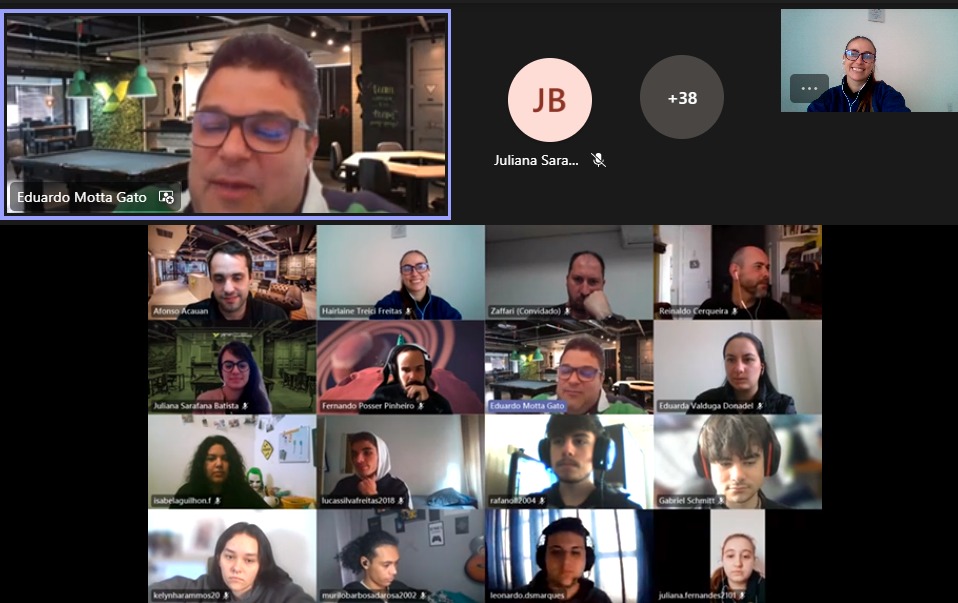 Eduardo Motta Gato
JB
Juliana Sara...
+38
Afonso Acauan
Hairlaine Treici Freitas
Zaffari (Convidado)
Reinaldo Cerqueira
Juliana Sarafana Batista
Fernando Posser Pinheiro
Eduardo Motta Gato
Eduarda Valduga Donadel
isabelaguilhon.f
lucassilvafreitas2018
rafanoll2004
Gabriel Schmitt
kelynharammos20
murilobarbosadarosa2002
leonardo.dsmarques
juliana.fernandes2101